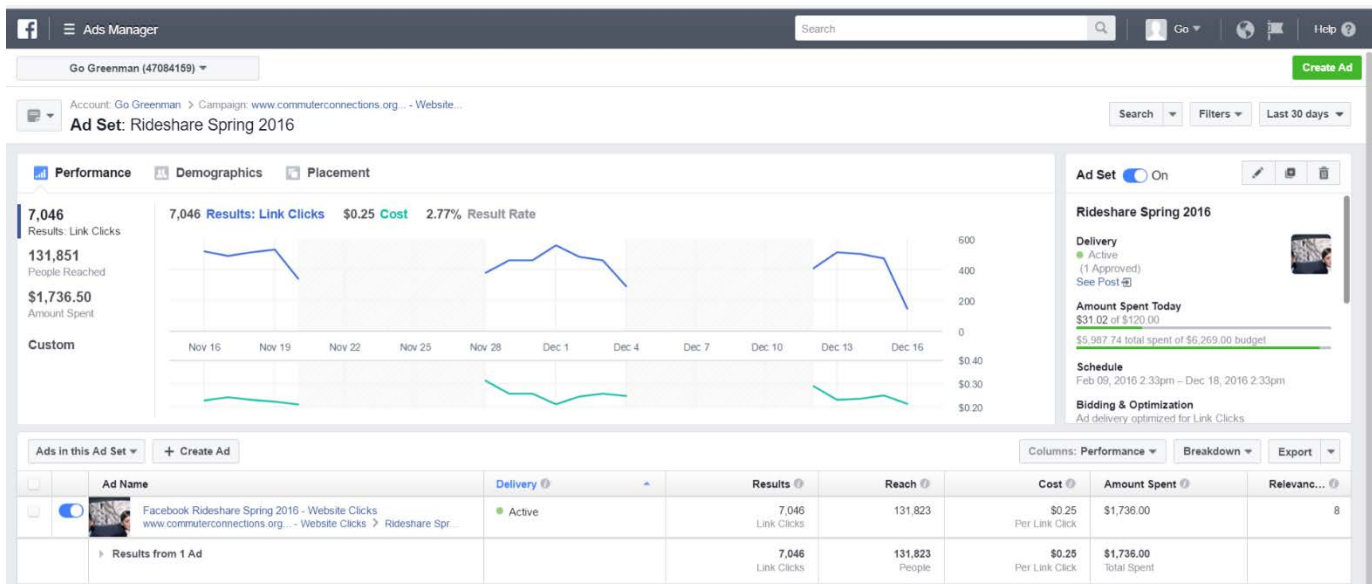 Ads Manager
Search
Go
Help
Go Greenman (47084159)
Create Ad
Account: Go Greenman > Campaign: www.commuterconnections.org... - Website...
Ad Set: Rideshare Spring 2016
Search
Filters
Last 30 days
Performance
Demographics
Placement
7,046
Results: Link Clicks
131,851
People Reached
$1,736.50
Amount Spent
Custom
7,046 Results: Link Clicks $0.25 Cost 2.77% Result Rate
600
400
200
0
Nov 16 Nov 19 Nov 22 Nov 25 Nov 28 Dec 1 Dec 4 Dec 7 Dec 10 Dec 13 Dec 16
$0.40
$0.30
$0.20
Ad Set On
Rideshare Spring 2016
Delivery
Active
(1 Approved)
See Post
Amount Spent Today
$31.02 of $120.00
$5,987.74 total spent of $6,269.00 budget
Schedule
Feb 09, 2016 2:33pm – Dec 18, 2016 2:33pm
Bidding & Optimization
Ad delivery optimized for Link Clicks
Ads in this Ad Set
+ Create Ad
Columns: Performance
Breakdown
Export
Ad Name Delivery Results Reach Cost Amount Spent Relevanc...
Facebook Rideshare Spring 2016 - Website Clicks Active 7,046 131,823 $0.25 $1,736.00 8
www.commuterconnections.org... - Website Clicks > Rideshare Spr... Link Clicks Per Link Click
Results from 1 Ad 7,046 131,823 $0.25 $1,736.00
Link Clicks People Per Link Click Total Spent